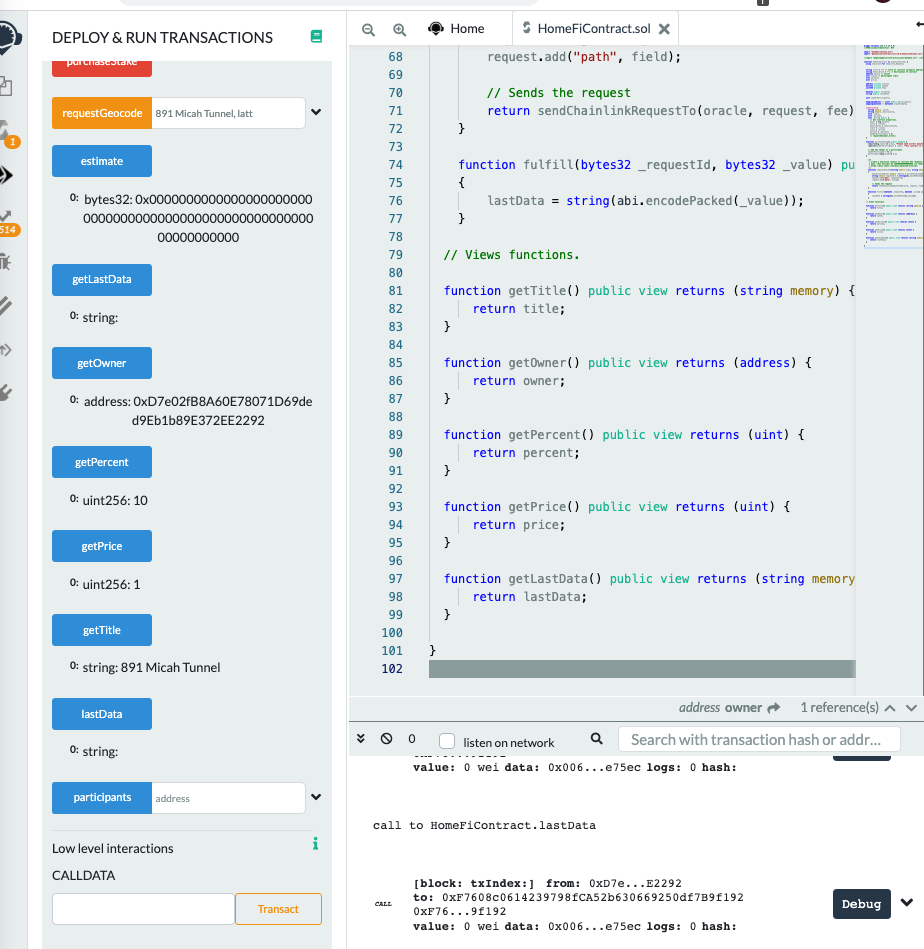 DEPLOY & RUN TRANSACTIONS
purchaseStake
requestGeocode
891 Micah Tunnel, latt
estimate
0: bytes32: 0x0000000000000000000000
000000000000000000000000000000
00000000000
getLastData
0: string:
getOwner
0: address: 0xD7e02fB8A60E78071D69de
d9Eb1b89E372EE2292
getPercent
0: uint256: 10
getPrice
0: uint256: 1
getTitle
0: string: 891 Micah Tunnel
lastData
0: string:
participants
address
Low level interactions
i
CALLDATA
Transact
1
514
Home
HomeFiContract.sol
68 request.add("path", field);
69
70 // Sends the request
71 return sendChainlinkRequestTo(oracle, request, fee)
72 }
73
74 function fulfill(bytes32 _requestId, bytes32 _value) pu
75 {
76 lastData = string(abi.encodePacked(_value));
77 }
78
79 // Views functions.
80
81 function getTitle() public view returns (string memory) {
82 return title;
83 }
84
85 function getOwner() public view returns (address) {
86 return owner;
87 }
88
89 function getPercent() public view returns (uint) {
90 return percent;
91 }
92
93 function getPrice() public view returns (uint) {
94 return price;
95 }
96
97 function getLastData() public view returns (string memory
98 return lastData;
99 }
100
101 }
102
address owner 1 reference(s)
0 listen on network
Search with transaction hash or addr...
value: 0 wei data: 0x006...e75ec logs: 0 hash:
call to HomeFiContract.lastData
[block: txIndex:] from: 0xD7e...E2292
CALL to: 0xF7608c0614239798fCA52b630669250df7B9f192
0xF76...9f192
value: 0 wei data: 0x006...e75ec logs: 0 hash:
Debug